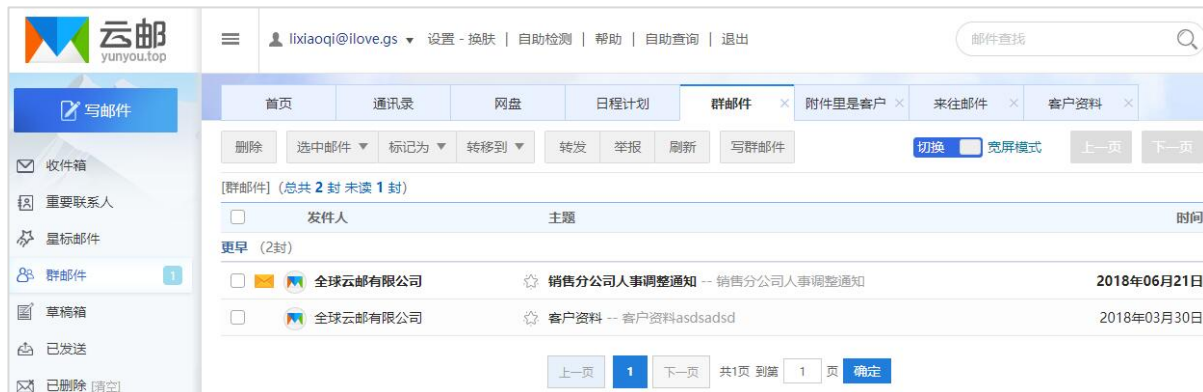 云邮
yunyou.top
lixiaoqi@ilove.gs 设置 - 换肤 | 自助检测 | 帮助 | 自助查询 | 退出
邮件查找
写邮件
首页 通讯录 网盘 日程计划 群邮件 × 附件里是客户 × 来往邮件 × 客户资料 ×
删除 选中邮件 标记为 转移到 转发 举报 刷新 写群邮件 切换 宽屏模式 上一页 下一页
收件箱
重要联系人
星标邮件
群邮件 1
草稿箱
已发送
已删除 [清空]
[群邮件] (总共 2 封 未读 1 封)
发件人 主题 时间
更早 (2封)
全球云邮有限公司 销售分公司人事调整通知 -- 销售分公司人事调整通知 2018年06月21日
全球云邮有限公司 客户资料 -- 客户资料asdsadsd 2018年03月30日
上一页 1 下一页 共1页 到第 1 页 确定